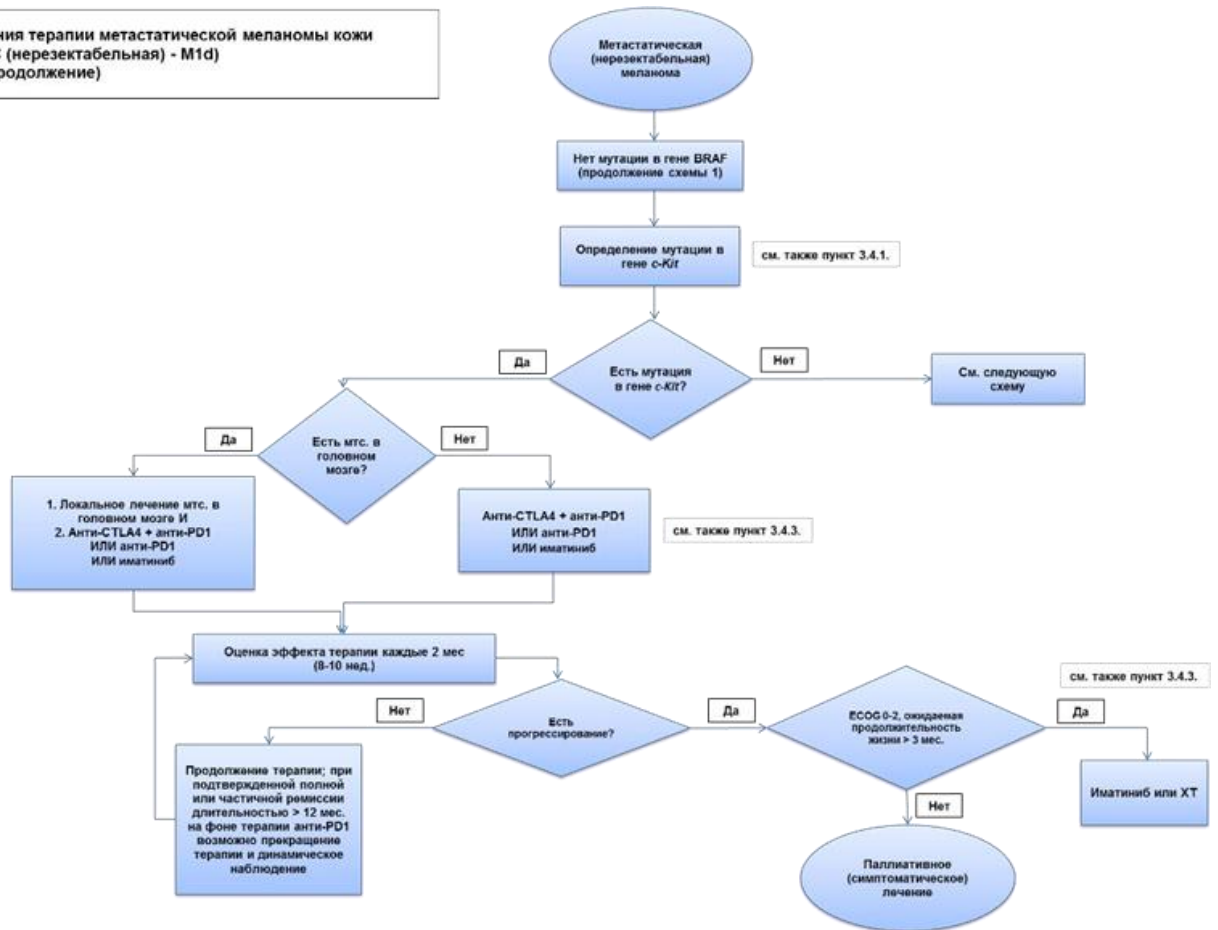 ния терапии метастатической меланомы кожи
(нерезектабельная) - M1d)
родолжение)
Метастатическая
(нерезектабельная)
меланома
Нет мутации в гене BRAF
(продолжение схемы 1)
Определение мутации в
гене c-Kit
см. также пункт 3.4.1.
Есть мутация
в гене c-Kit?
Да
Нет
См. следующую
схему
Есть мтс. в
головном
мозге?
Да
Нет
1. Локальное лечение мтс. в
головном мозге И
2. Анти-CTLA4 + анти-PD1
ИЛИ анти-PD1
ИЛИ иматиниб
Анти-CTLA4 + анти-PD1
ИЛИ анти-PD1
ИЛИ иматиниб
см. также пункт 3.4.3.
Оценка эффекта терапии каждые 2 мес
(8-10 нед.)
Есть
прогрессирование?
Нет
Да
Продолжение терапии; при
подтвержденной полной
или частичной ремиссии
длительностью > 12 мес.
на фоне терапии анти-PD1
возможно прекращение
терапии и динамическое
наблюдение
ECOG 0-2, ожидаемая
продолжительность
жизни > 3 мес.
см. также пункт 3.4.3.
Да
Иматиниб или ХТ
Нет
Паллиативное
(симптоматическое)
лечение